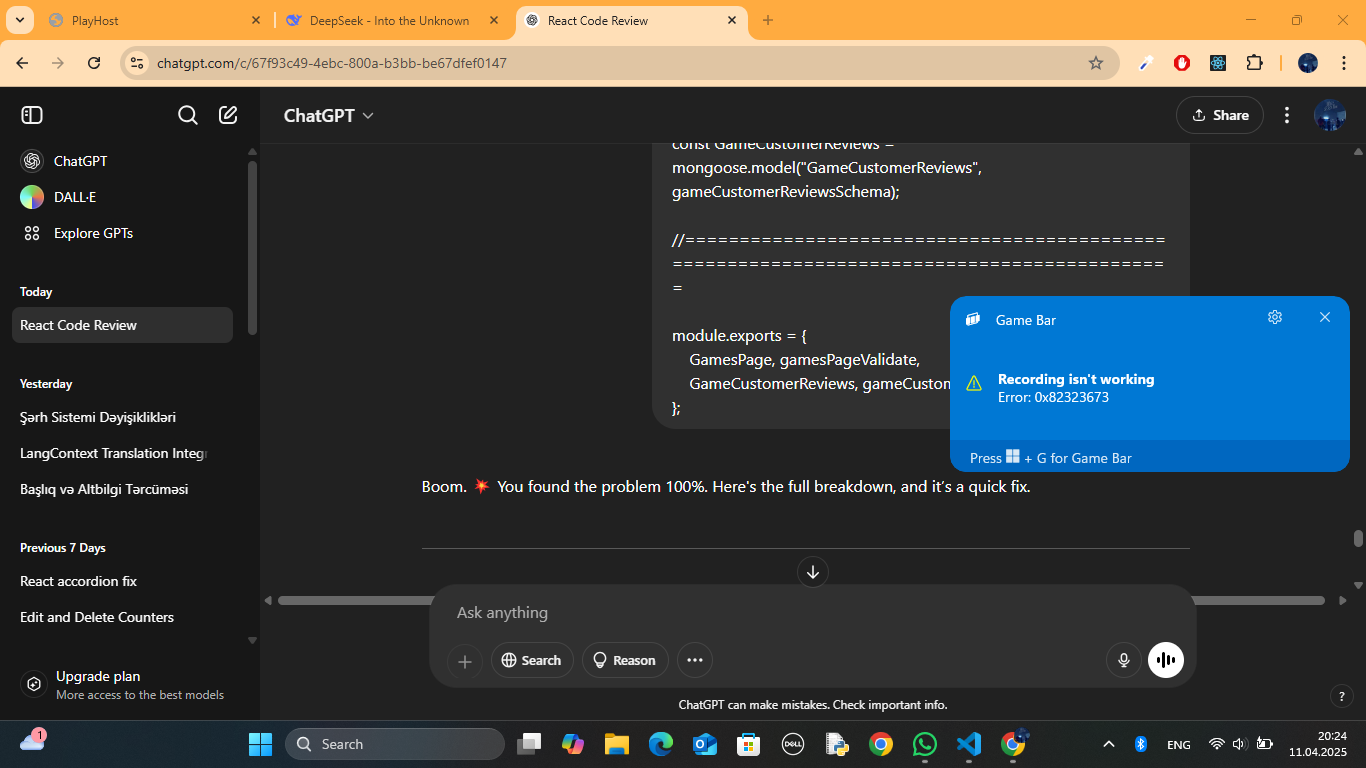 PlayHost
DeepSeek - Into the Unknown
React Code Review
chatgpt.com/c/67f93c49-4ebc-800a-b3bb-be67dfef0147
ChatGPT
Share
ChatGPT
DALL·E
Explore GPTs
Today
React Code Review
Yesterday
Şərh Sistemi Dəyişiklikləri
LangContext Translation Integr
Başlıq və Altbilgi Tərcüməsi
Previous 7 Days
React accordion fix
Edit and Delete Counters
Upgrade plan
More access to the best models
const GameCustomerReviews =
mongoose.model("GameCustomerReviews",
gameCustomerReviewsSchema);
//============================================
=============================================
=
module.exports = {
GamesPage, gamesPageValidate,
GameCustomerReviews, gameCustom
};
Game Bar
Recording isn't working
Error: 0x82323673
Press + G for Game Bar
Boom. 💥 You found the problem 100%. Here's the full breakdown, and it's a quick fix.
Ask anything
Search
Reason
ChatGPT can make mistakes. Check important info.
?
1
Search
DELL
ENG
20:24
11.04.2025